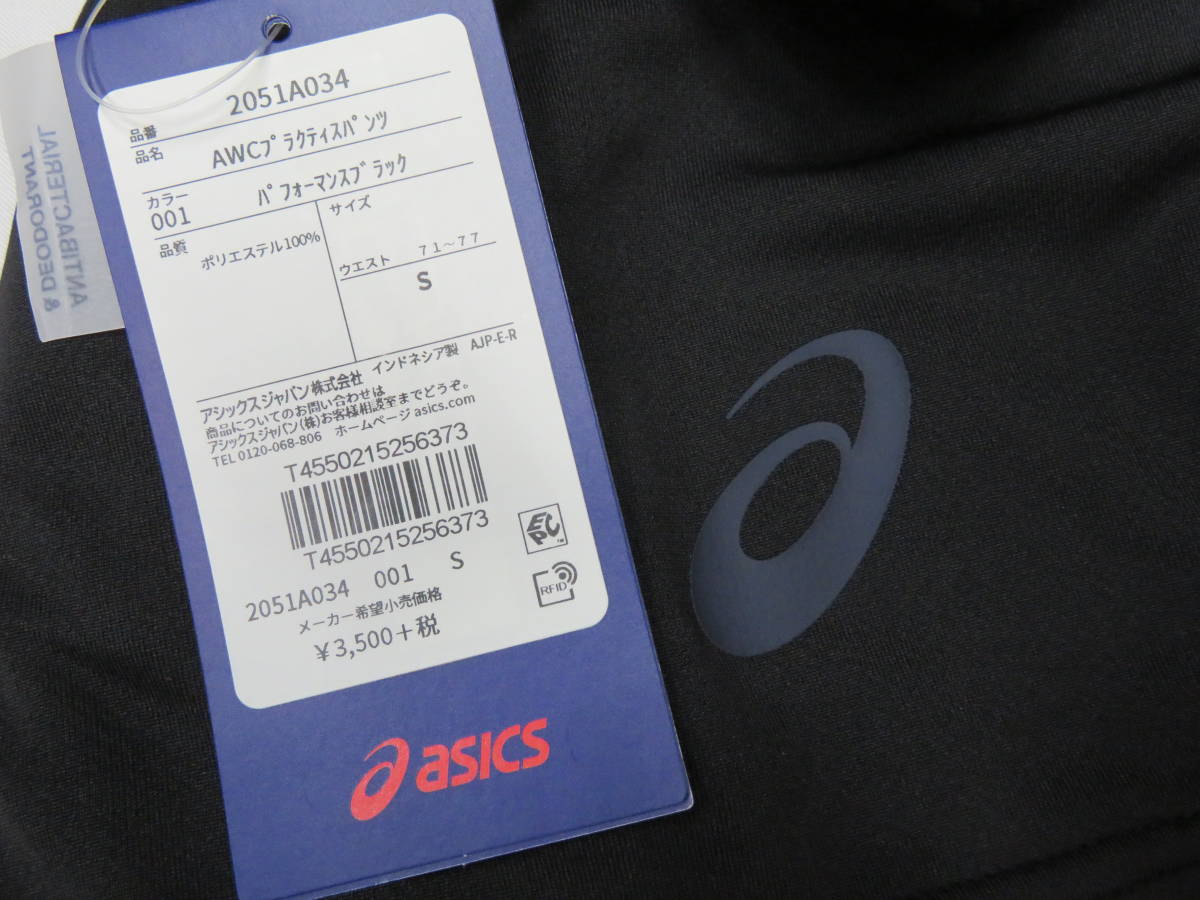 品番 2051A034
品名 AWCﾌﾟﾗｸﾃｨｽﾊﾟﾝﾂ
カラー
001 ﾊﾟﾌｫｰﾏﾝｽﾌﾞﾗｯｸ
品質 ポリエステル100%
サイズ
ウエスト 71～77
S
アシックスジャパン株式会社 インドネシア製 AJP-E-R
商品についてのお問い合わせは
アシックスジャパン(株)お客様相談室までどうぞ。
TEL 0120-068-806 ホームページ asics.com
T4550215256373
T4550215256373
2051A034 001 S
メーカー希望小売価格
¥3,500+税
EPC™
RFID
asics
ANTIBACTERIAL
& DEODORANT